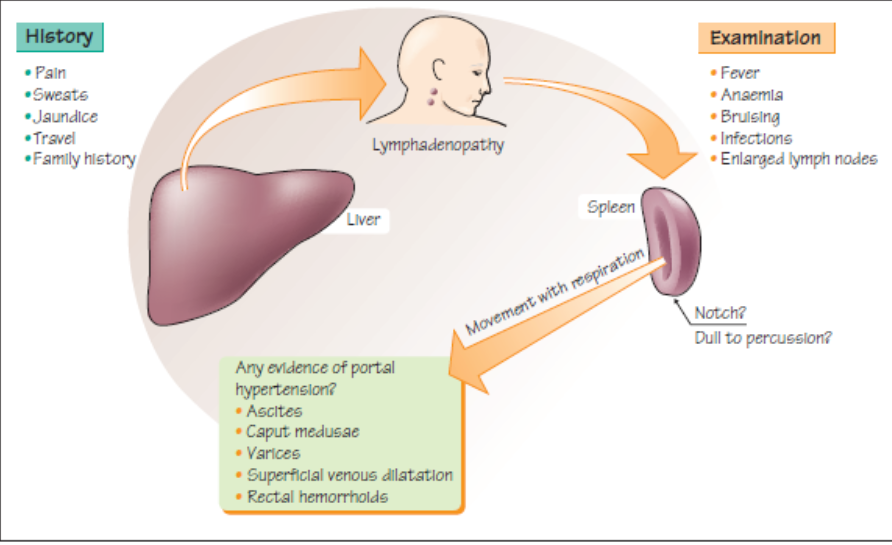 History
• Pain
• Sweats
• Jaundice
• Travel
• Family history
Lymphadenopathy
Examination
• Fever
• Anaemia
• Bruising
• Infections
• Enlarged lymph nodes
Liver
Spleen
Movement with respiration
Notch?
Dull to percussion?
Any evidence of portal
hypertension?
• Ascites
• Caput medusae
• Varices
• Superficial venous dilatation
• Rectal hemorrhoids